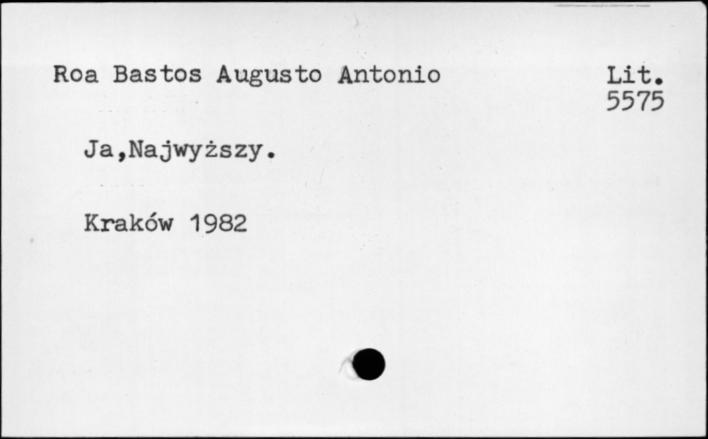 Roa Bastos Augusto Antonio Lit.
5575
Ja,Najwyższy.
Kraków 1982